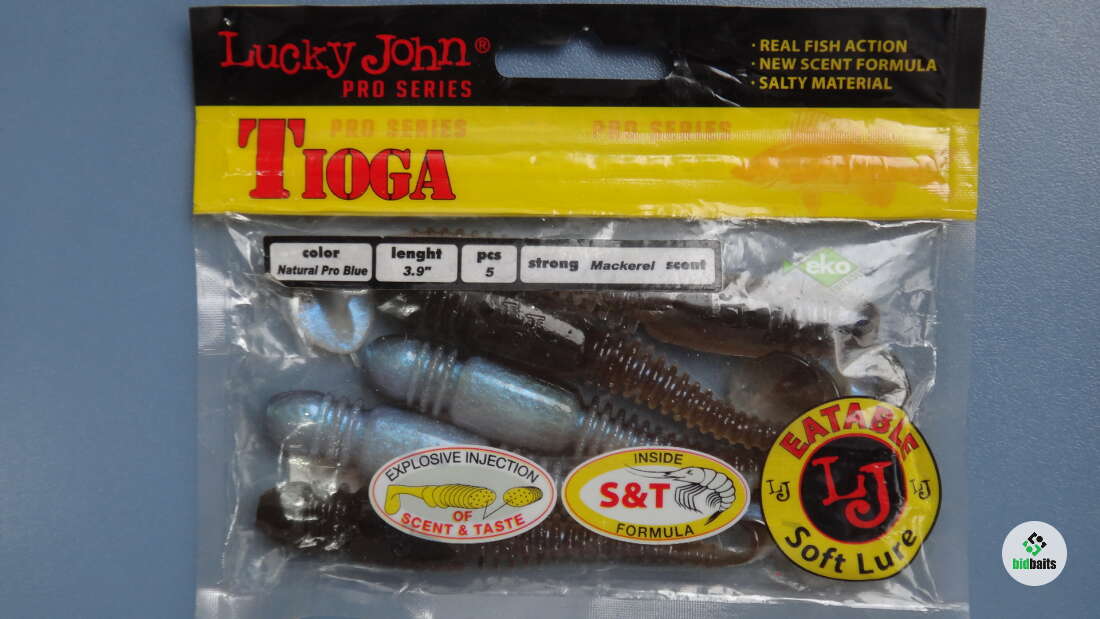 Lucky John®
PRO SERIES
· REAL FISH ACTION
· NEW SCENT FORMULA
· SALTY MATERIAL
PRO SERIES
PRO SERIES
TIOGA
color
Natural Pro Blue
lenght
3.9"
pcs
5
strong Mackerel scent
eko
EXPLOSIVE INJECTION
OF
SCENT & TASTE
INSIDE
S&T
FORMULA
EATABLE
LJ
LJ
LJ
Soft Lure
bidbaits